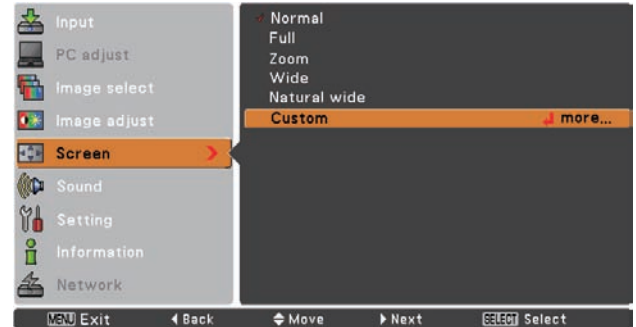 Input
PC adjust
Image select
Image adjust
Screen
Sound
Setting
Information
Network
Normal
Full
Zoom
Wide
Natural wide
Custom more...
MENU Exit Back Move Next SELECT Select